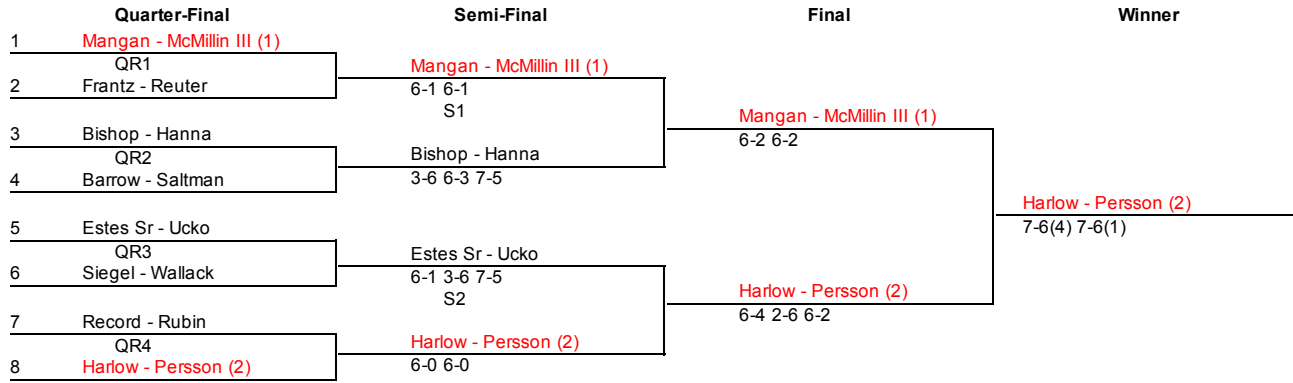 Quarter-Final Semi-Final Final Winner
1 Mangan - McMillin III (1)
QR1
2 Frantz - Reuter
Mangan - McMillin III (1)
6-1 6-1
S1
3 Bishop - Hanna
QR2
4 Barrow - Saltman
Bishop - Hanna
3-6 6-3 7-5
Mangan - McMillin III (1)
6-2 6-2
5 Estes Sr - Ucko
QR3
6 Siegel - Wallack
Estes Sr - Ucko
6-1 3-6 7-5
S2
7 Record - Rubin
QR4
8 Harlow - Persson (2)
Harlow - Persson (2)
6-0 6-0
Harlow - Persson (2)
6-4 2-6 6-2
Harlow - Persson (2)
7-6(4) 7-6(1)